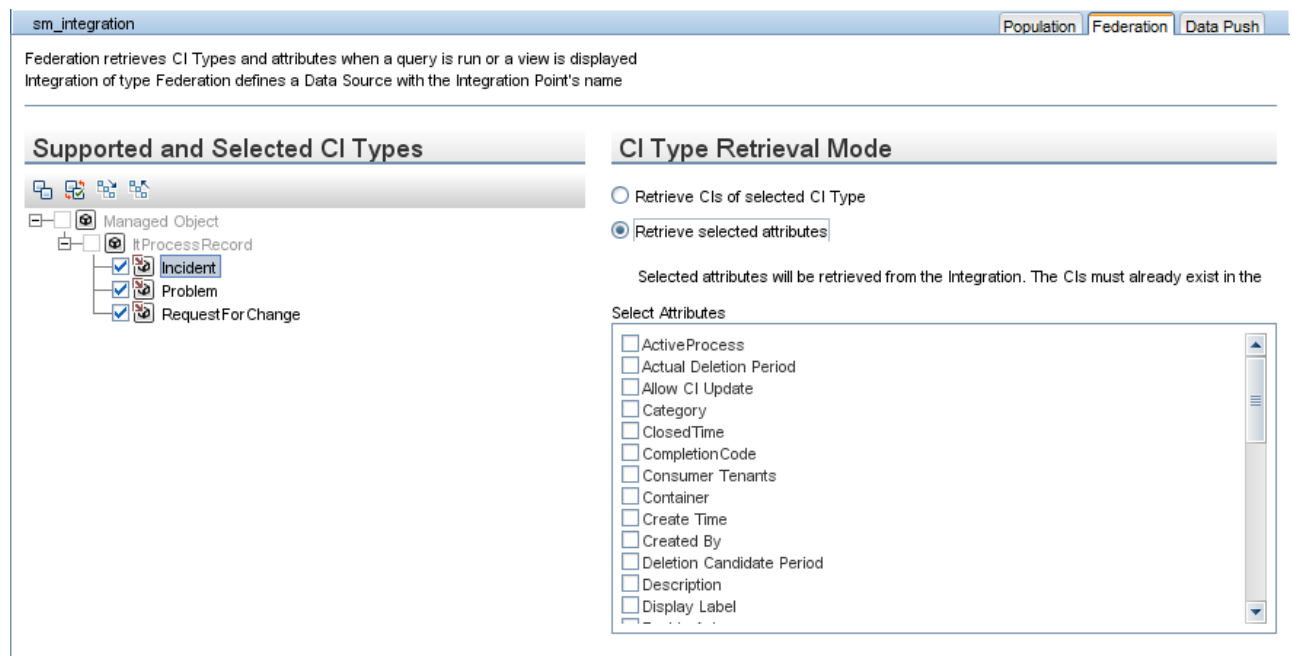 sm_integration
Population Federation Data Push
Federation retrieves CI Types and attributes when a query is run or a view is displayed
Integration of type Federation defines a Data Source with the Integration Point's name
Supported and Selected CI Types
Managed Object
ItProcessRecord
Incident
Problem
RequestForChange
CI Type Retrieval Mode
Retrieve CIs of selected CI Type
Retrieve selected attributes
Selected attributes will be retrieved from the Integration. The CIs must already exist in the
Select Attributes
ActiveProcess
Actual Deletion Period
Allow CI Update
Category
ClosedTime
CompletionCode
Consumer Tenants
Container
Create Time
Created By
Deletion Candidate Period
Description
Display Label